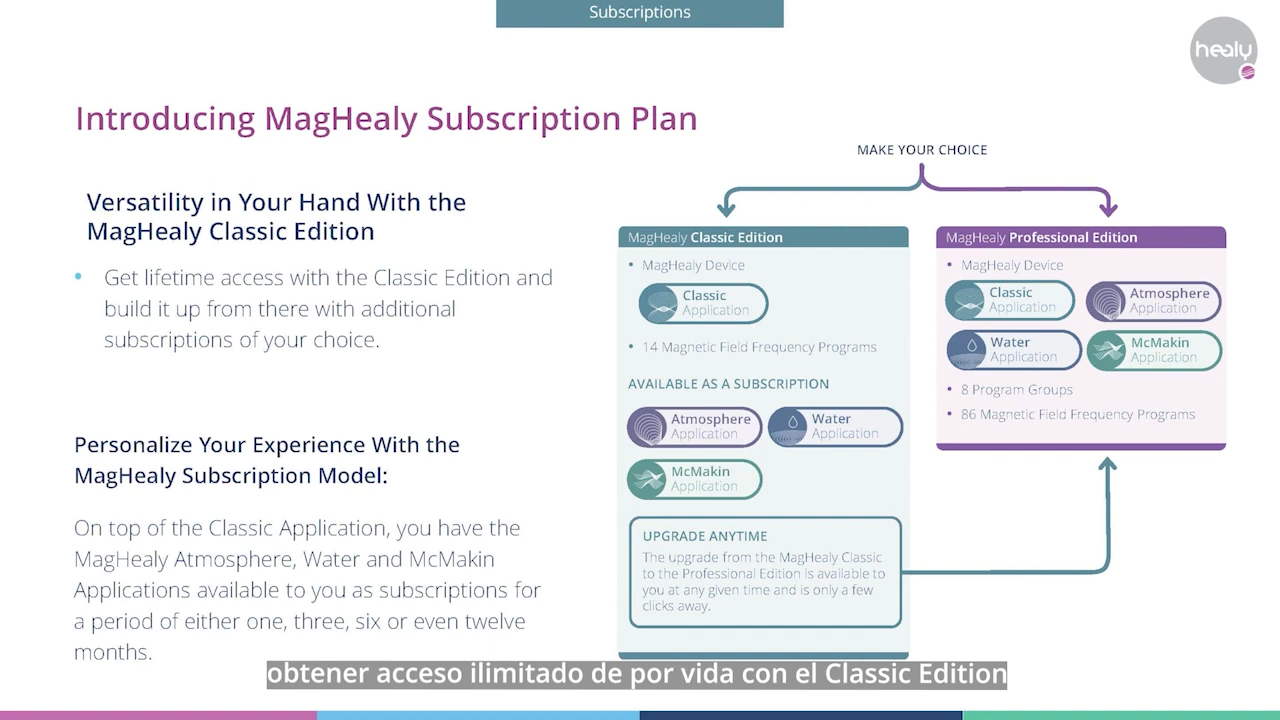 Subscriptions
healy
Introducing MagHealy Subscription Plan
Versatility in Your Hand With the
MagHealy Classic Edition
• Get lifetime access with the Classic Edition and
build it up from there with additional
subscriptions of your choice.
Personalize Your Experience With the
MagHealy Subscription Model:
On top of the Classic Application, you have the
MagHealy Atmosphere, Water and McMakin
Applications available to you as subscriptions for
a period of either one, three, six or even twelve
months.
MAKE YOUR CHOICE
MagHealy Classic Edition
• MagHealy Device
Classic
Application
• 14 Magnetic Field Frequency Programs
AVAILABLE AS A SUBSCRIPTION
Atmosphere
Application
Water
Application
McMakin
Application
UPGRADE ANYTIME
The upgrade from the MagHealy Classic
to the Professional Edition is available to
you at any given time and is only a few
clicks away.
MagHealy Professional Edition
• MagHealy Device
Classic
Application
Atmosphere
Application
Water
Application
McMakin
Application
• 8 Program Groups
• 86 Magnetic Field Frequency Programs
obtener acceso ilimitado de por vida con el Classic Edition